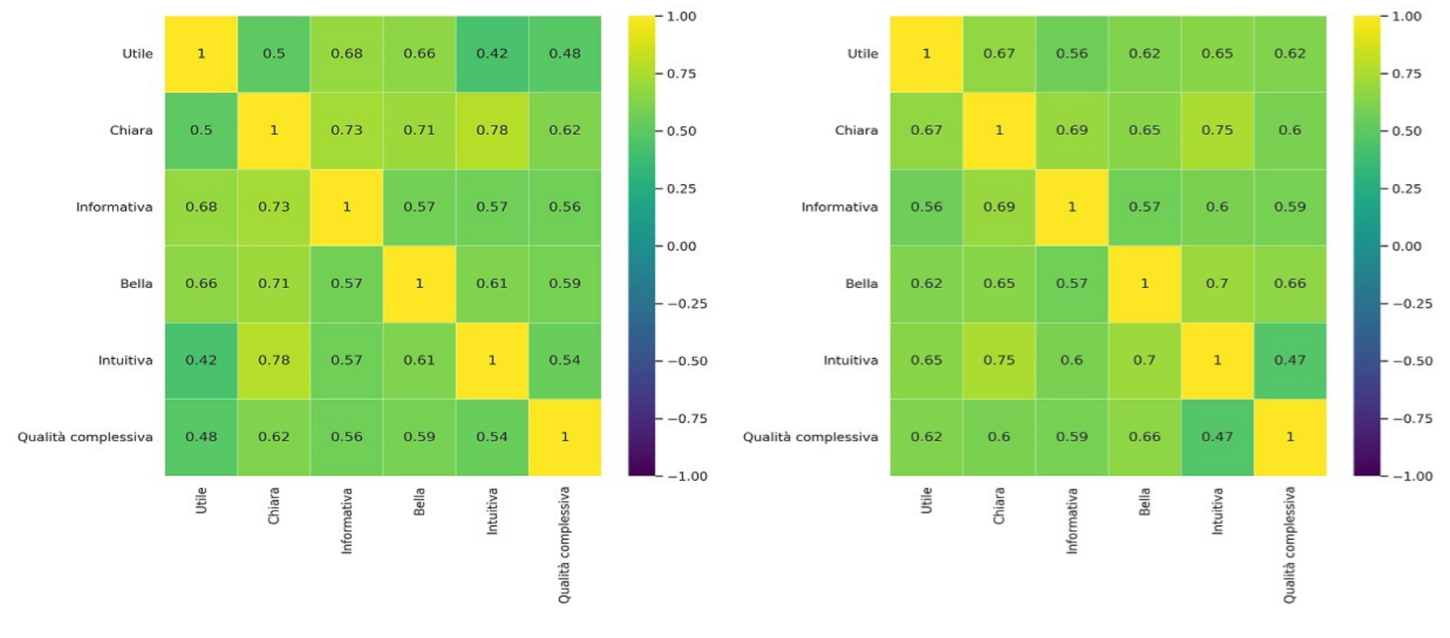 Utile 1 0.5 0.68 0.66 0.42 0.48
Chiara 0.5 1 0.73 0.71 0.78 0.62
Informativa 0.68 0.73 1 0.57 0.57 0.56
Bella 0.66 0.71 0.57 1 0.61 0.59
Intuitiva 0.42 0.78 0.57 0.61 1 0.54
Qualità complessiva 0.48 0.62 0.56 0.59 0.54 1
Utile Chiara Informativa Bella Intuitiva Qualità complessiva
1.00
0.75
0.50
0.25
0.00
−0.25
−0.50
−0.75
−1.00
Utile 1 0.67 0.56 0.62 0.65 0.62
Chiara 0.67 1 0.69 0.65 0.75 0.6
Informativa 0.56 0.69 1 0.57 0.6 0.59
Bella 0.62 0.65 0.57 1 0.7 0.66
Intuitiva 0.65 0.75 0.6 0.7 1 0.47
Qualità complessiva 0.62 0.6 0.59 0.66 0.47 1
Utile Chiara Informativa Bella Intuitiva Qualità complessiva
1.00
0.75
0.50
0.25
0.00
−0.25
−0.50
−0.75
−1.00